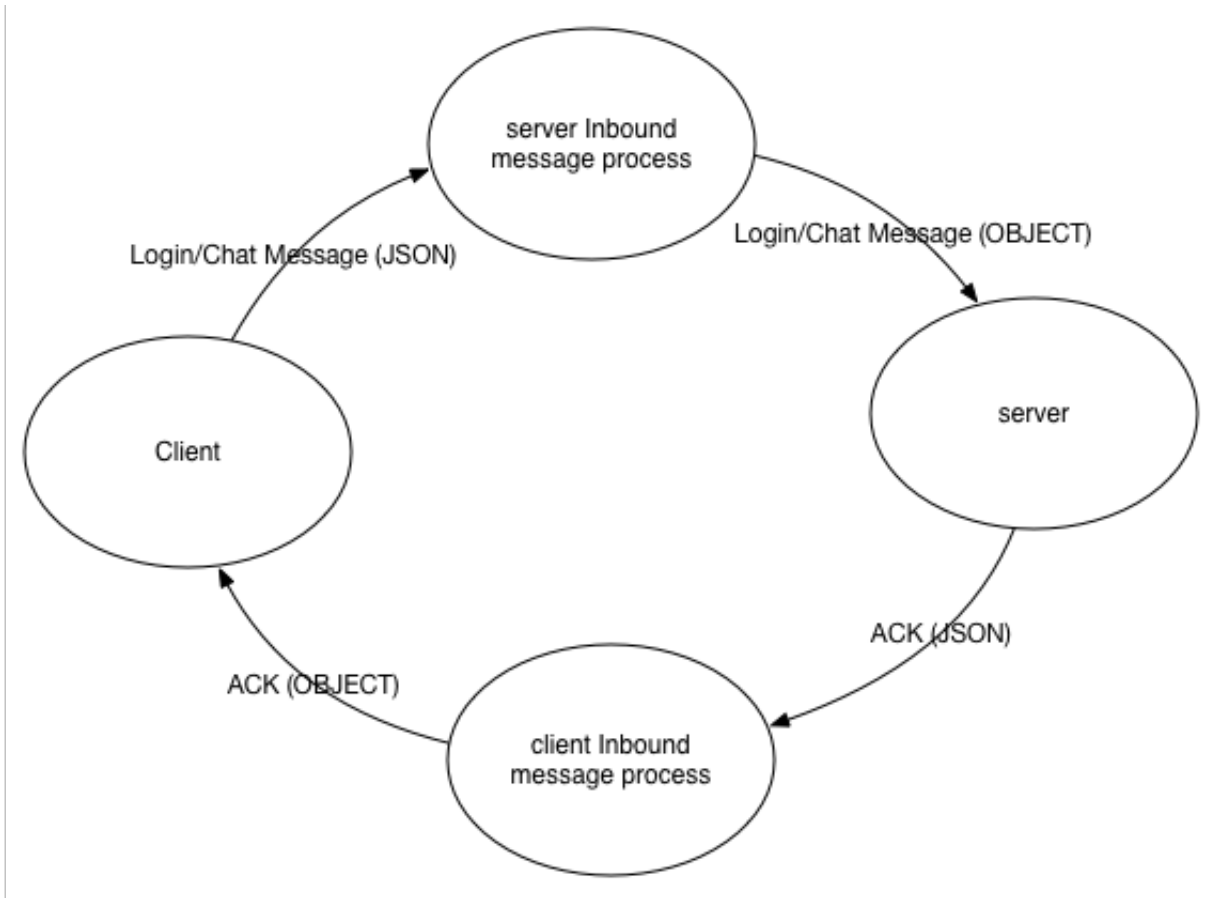 server Inbound
message process
Login/Chat Message (OBJECT)
Login/Chat Message (JSON)
server
Client
ACK (JSON)
ACK (OBJECT)
client Inbound
message process